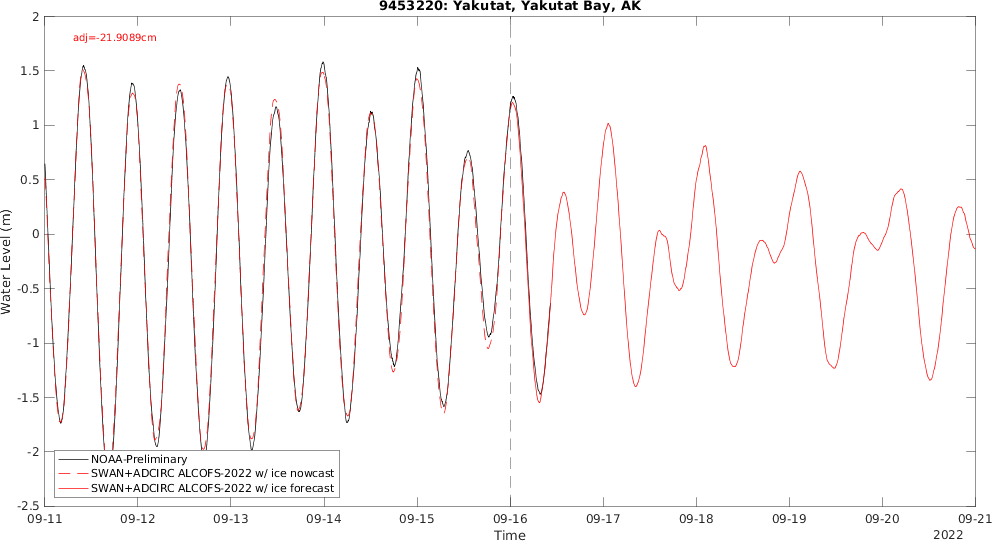 9453220: Yakutat, Yakutat Bay, AK
adj=-21.9089cm
2
1.5
1
0.5
0
-0.5
-1
-1.5
-2
-2.5
Water Level (m)
NOAA-Preliminary
SWAN+ADCIRC ALCOFS-2022 w/ ice nowcast
SWAN+ADCIRC ALCOFS-2022 w/ ice forecast
09-11 09-12 09-13 09-14 09-15 09-16 09-17 09-18 09-19 09-20 09-21
Time
2022